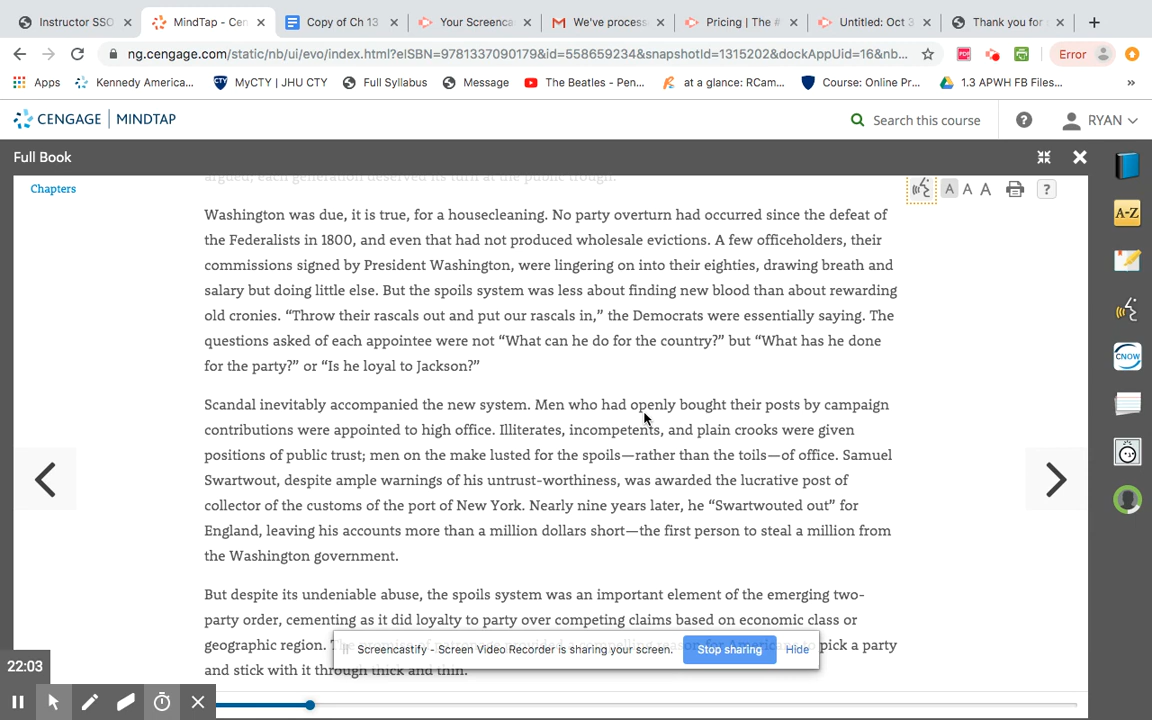 Instructor SSO
MindTap - Cen
Copy of Ch 13
Your Screenca
We've process
Pricing | The #
Untitled: Oct 3
Thank you for
ng.cengage.com/static/nb/ui/evo/index.html?eISBN=9781337090179&id=558659234&snapshotId=1315202&dockAppUid=16&nb...
Error
Apps
Kennedy America...
MyCTY | JHU CTY
Full Syllabus
Message
The Beatles - Pen...
at a glance: RCam...
Course: Online Pr...
1.3 APWH FB Files...
»
CENGAGE | MINDTAP
Search this course
RYAN
Full Book
Chapters
argued, each generation deserved its turn at the public trough.
A A A
?
A-Z
CNOW
Washington was due, it is true, for a housecleaning. No party overturn had occurred since the defeat of
the Federalists in 1800, and even that had not produced wholesale evictions. A few officeholders, their
commissions signed by President Washington, were lingering on into their eighties, drawing breath and
salary but doing little else. But the spoils system was less about finding new blood than about rewarding
old cronies. “Throw their rascals out and put our rascals in,” the Democrats were essentially saying. The
questions asked of each appointee were not “What can he do for the country?” but “What has he done
for the party?” or “Is he loyal to Jackson?”
Scandal inevitably accompanied the new system. Men who had openly bought their posts by campaign
contributions were appointed to high office. Illiterates, incompetents, and plain crooks were given
positions of public trust; men on the make lusted for the spoils—rather than the toils—of office. Samuel
Swartwout, despite ample warnings of his untrust-worthiness, was awarded the lucrative post of
collector of the customs of the port of New York. Nearly nine years later, he “Swartwouted out” for
England, leaving his accounts more than a million dollars short—the first person to steal a million from
the Washington government.
But despite its undeniable abuse, the spoils system was an important element of the emerging two-
party order, cementing as it did loyalty to party over competing claims based on economic class or
geographic region. pick a party
and stick with it through thick and thin.
Screencastify - Screen Video Recorder is sharing your screen.
Stop sharing
Hide
22:03